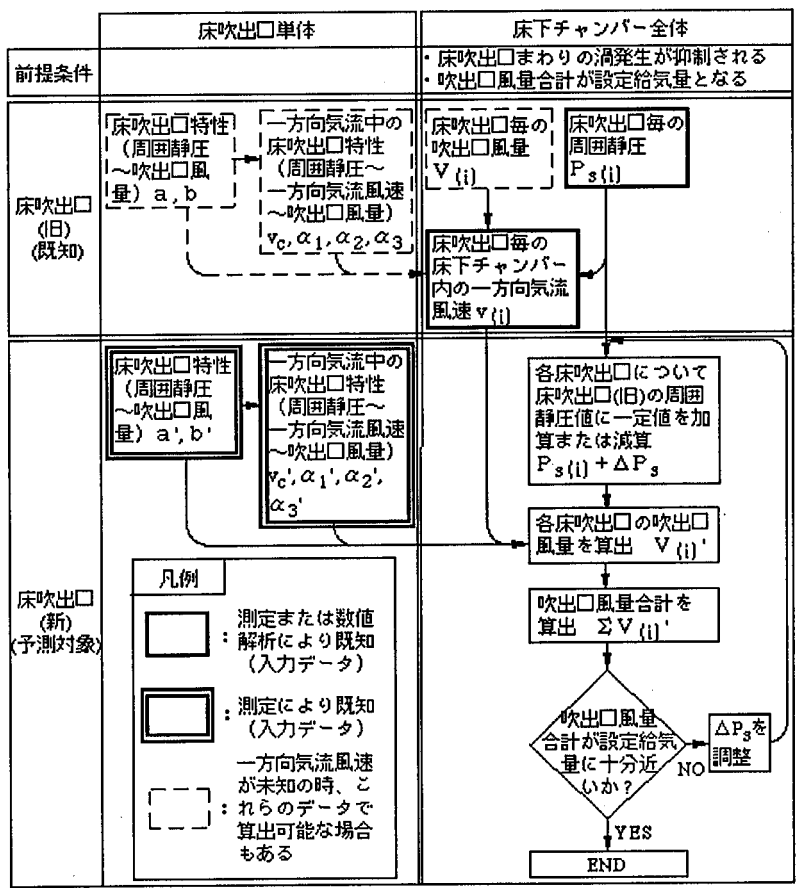 床吹出口単体
床下チャンバー全体
前提条件
・床吹出口まわりの渦発生が抑制される
・吹出口風量合計が設定給気量となる
床吹出口
(旧)
(既知)
床吹出口特性
(周囲静圧
～吹出口風
量) a,b
一方向気流中の
床吹出口特性
(周囲静圧～
一方向気流風速
～吹出口風量)
vc,α1,α2,α3
床吹出口毎の
吹出口風量
V(i)
床吹出口毎の
周囲静圧
Ps(i)
床吹出口毎の
床下チャンバー
内の一方向気流
風速v(i)
床吹出口
(新)
(予測対象)
床吹出口特性
(周囲静圧
～吹出口風
量) a',b'
一方向気流中の
床吹出口特性
(周囲静圧～
一方向気流風速
～吹出口風量)
vc',α1',α2',
α3'
各床吹出口について
床吹出口(旧)の周囲
静圧値に一定値を加
算または減算
Ps(i)+ΔPs
各床吹出口の吹出口
風量を算出 V(i)'
吹出口風量合計を
算出 ΣV(i)'
吹出口風量
合計が設定給気
量に十分近
いか?
NO
ΔPsを
調整
YES
END
凡例
：測定または数値
解析により既知
(入力データ)
：測定により既知
(入力データ)
一方向気流風速
が未知の時、こ
：れらのデータで
算出可能な場合
もある